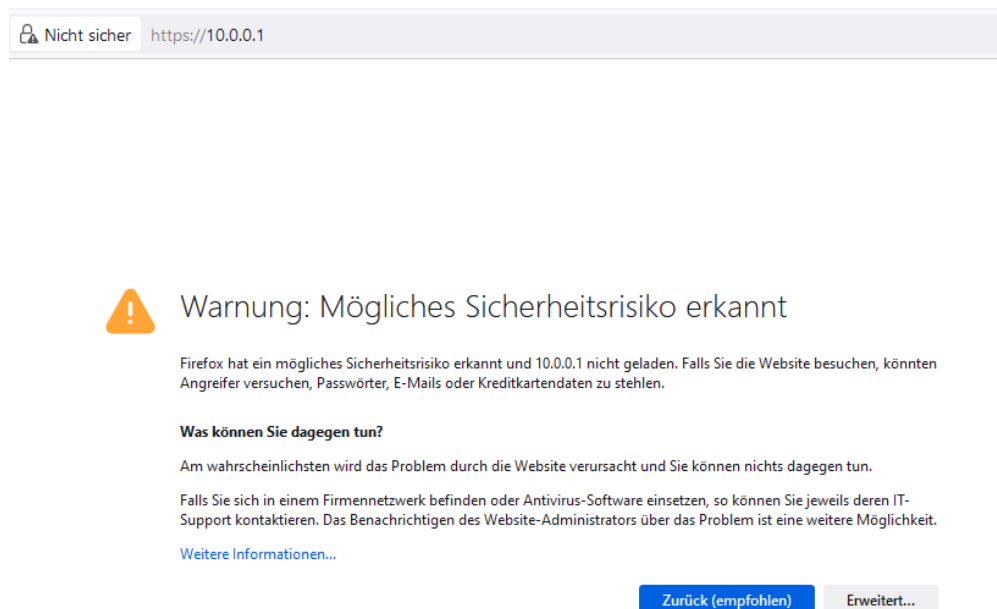 Nicht sicher https://10.0.0.1
Warnung: Mögliches Sicherheitsrisiko erkannt
Firefox hat ein mögliches Sicherheitsrisiko erkannt und 10.0.0.1 nicht geladen. Falls Sie die Website besuchen, könnten
Angreifer versuchen, Passwörter, E-Mails oder Kreditkartendaten zu stehlen.
Was können Sie dagegen tun?
Am wahrscheinlichsten wird das Problem durch die Website verursacht und Sie können nichts dagegen tun.
Falls Sie sich in einem Firmennetzwerk befinden oder Antivirus-Software einsetzen, so können Sie jeweils deren IT-
Support kontaktieren. Das Benachrichtigen des Website-Administrators über das Problem ist eine weitere Möglichkeit.
Weitere Informationen...
Zurück (empfohlen) Erweitert...